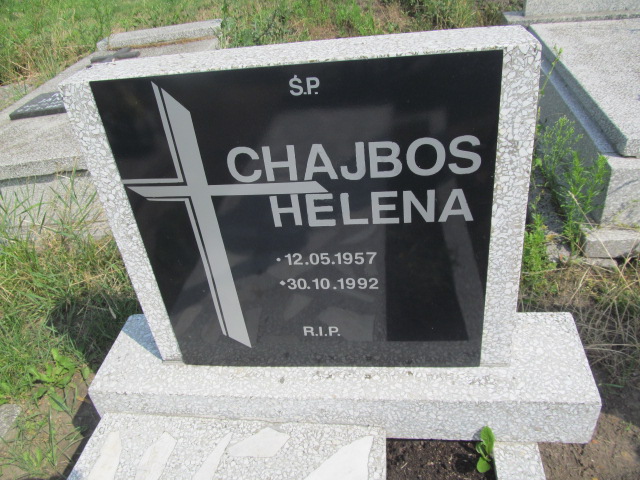 Ś.P.
CHAJBOS
HELENA
*12.05.1957
+30.10.1992
R.I.P.